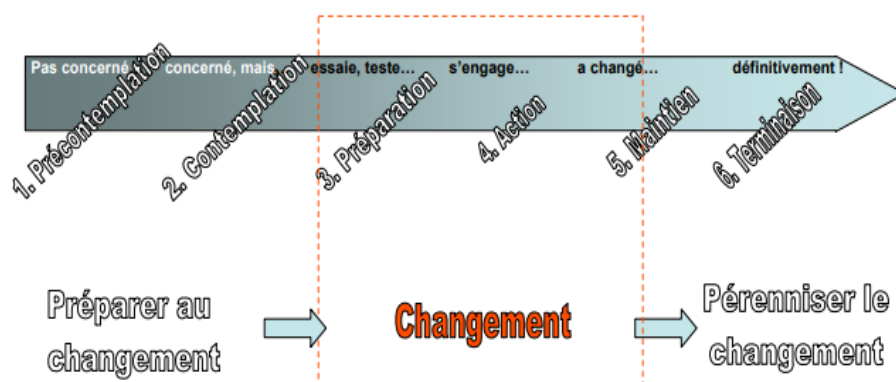 Pas concerné, concerné, mais, essaie, teste… s'engage… a changé… définitivement !
1. Précontemplation
2. Contemplation
3. Préparation
4. Action
5. Maintien
6. Terminaison
Préparer au
changement
Changement
Pérenniser le
changement